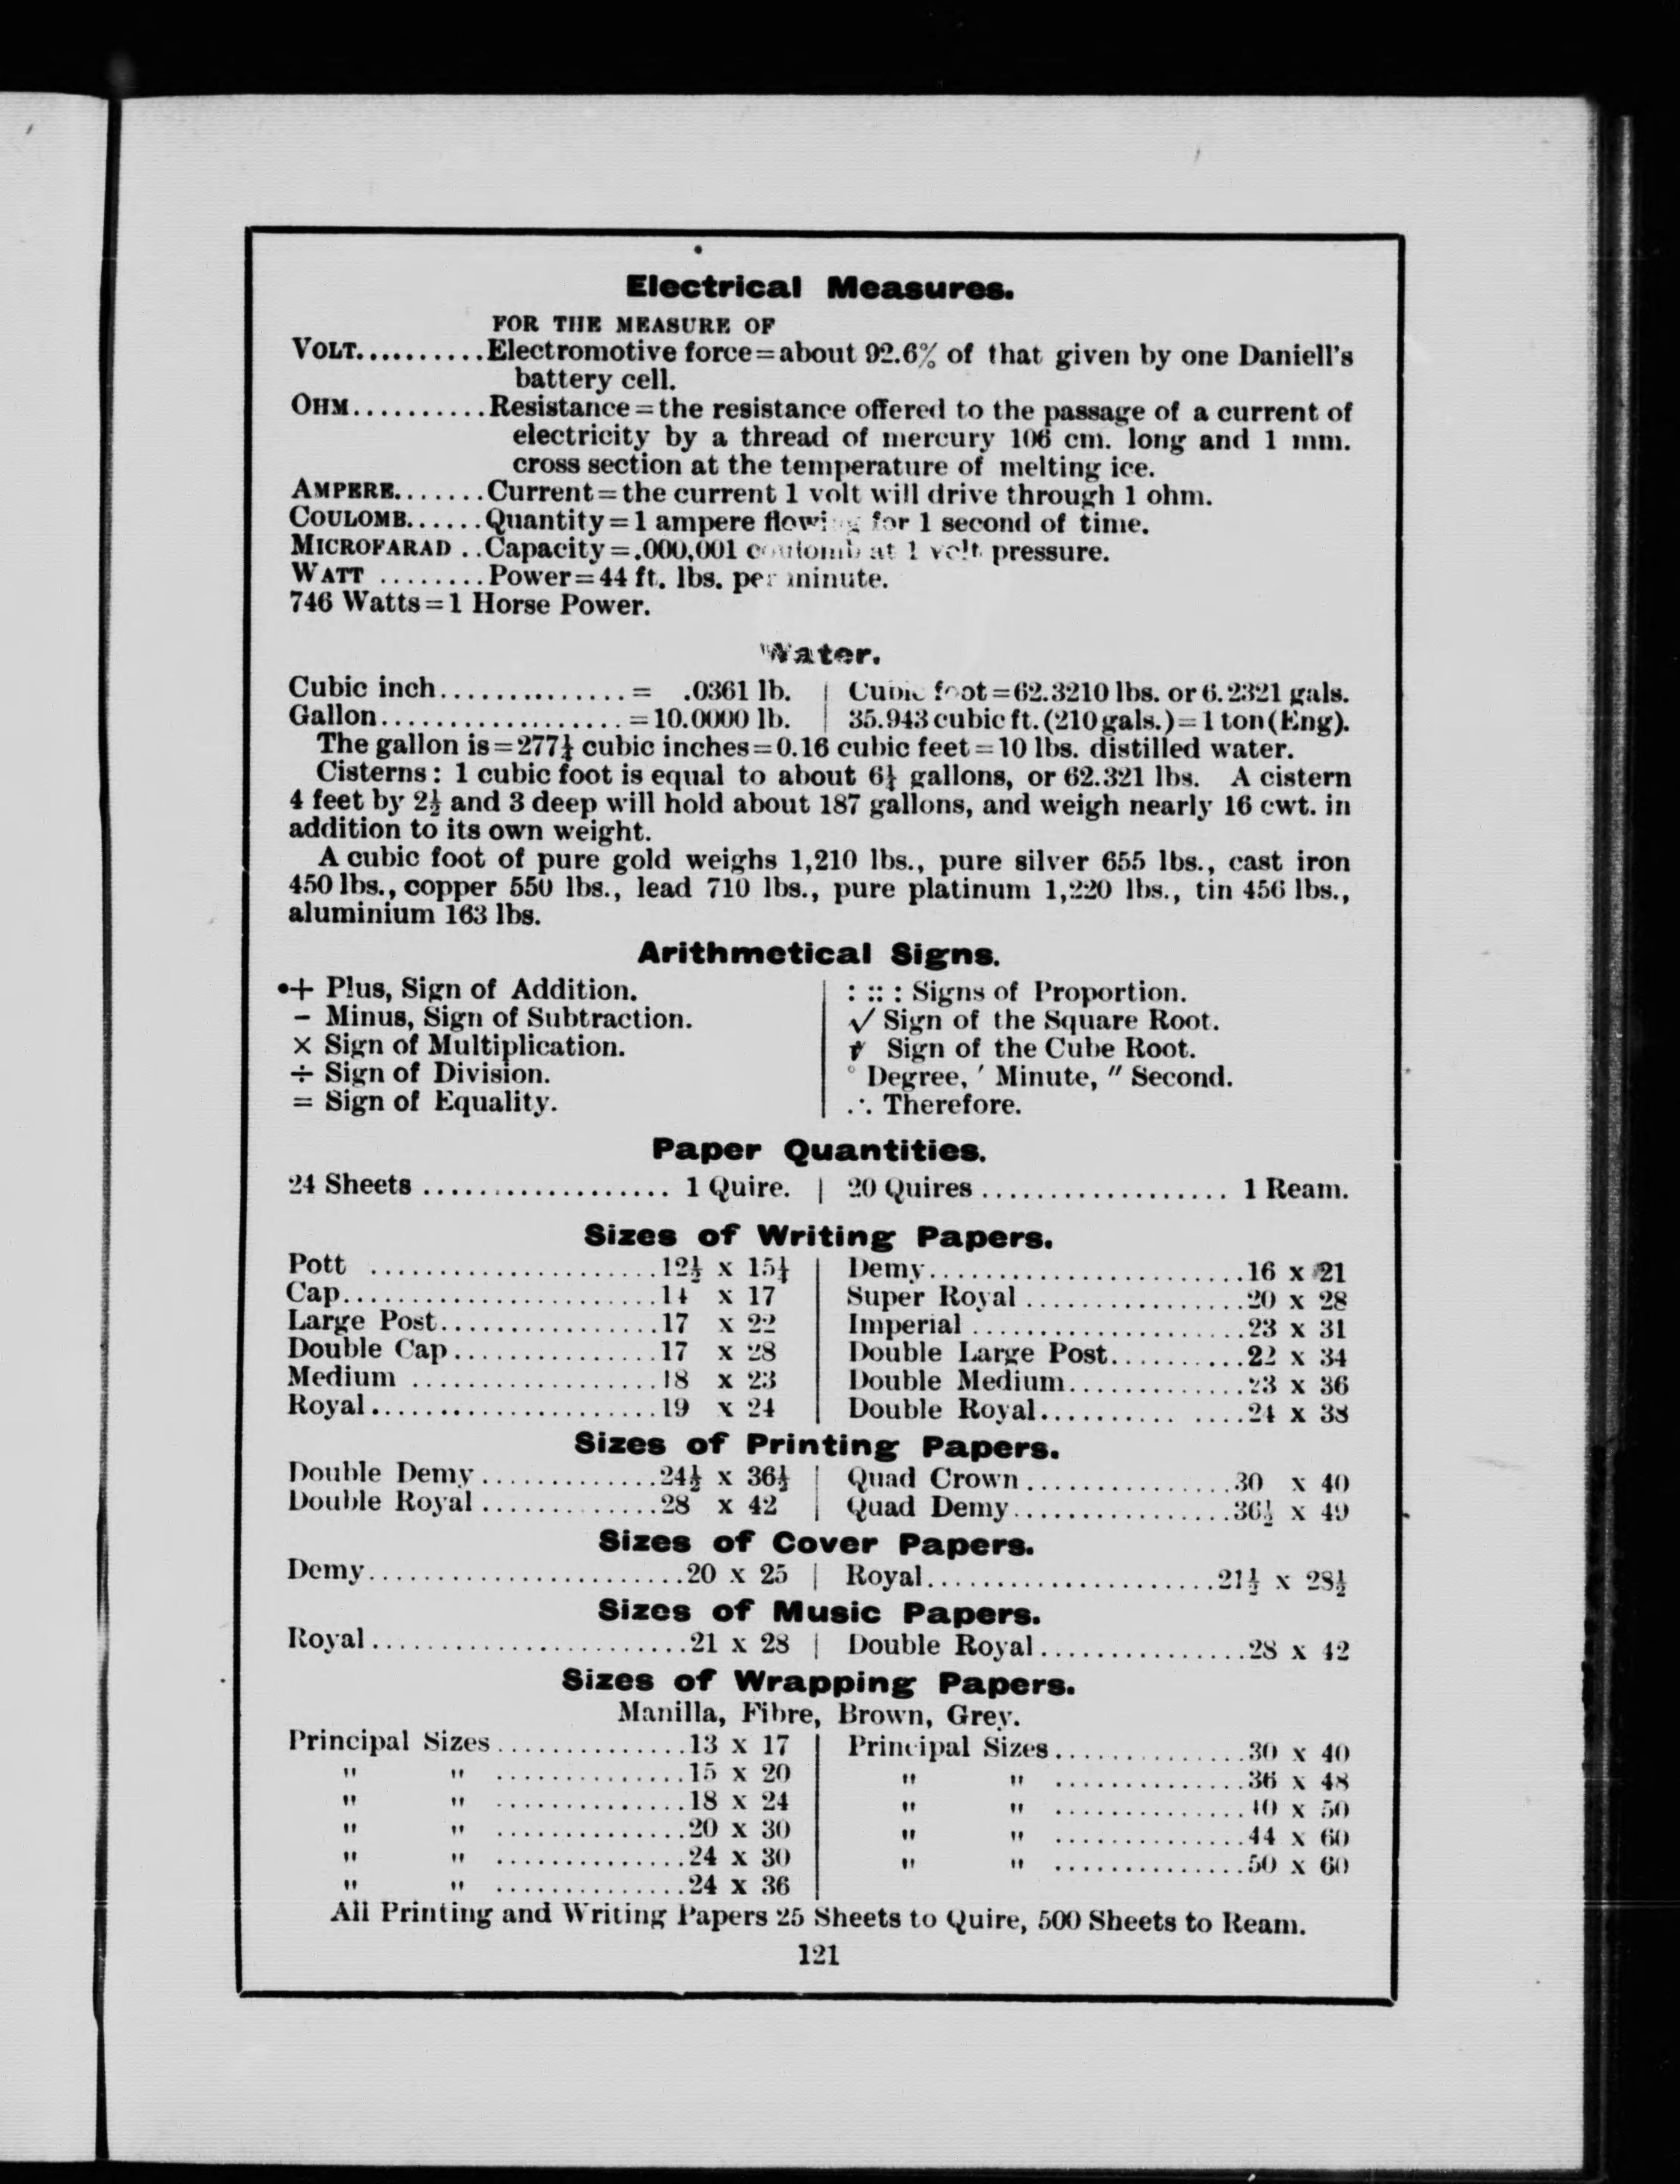 Electrical Measures.
FOR THE MEASURE OF
VOLT..........Electromotive force=about 92.6% of that given by one Daniell's
battery cell.
OHM..........Resistance=the resistance offered to the passage of a current of
electricity by a thread of mercury 106 cm. long and 1 mm.
cross section at the temperature of melting ice.
AMPERE.......Current=the current 1 volt will drive through 1 ohm.
COULOMB......Quantity=1 ampere flowing for 1 second of time.
MICROFARAD ..Capacity=.000,001 coulomb at 1 volt pressure.
WATT ........Power=44 ft. lbs. per minute.
746 Watts=1 Horse Power.
Water.
Cubic inch..............= .0361 lb. | Cubic foot=62.3210 lbs. or 6.2321 gals.
Gallon..................=10.0000 lb. | 35.943 cubic ft. (210 gals.)=1 ton (Eng).
The gallon is=277¼ cubic inches=0.16 cubic feet=10 lbs. distilled water.
Cisterns: 1 cubic foot is equal to about 6¼ gallons, or 62.321 lbs. A cistern
4 feet by 2½ and 3 deep will hold about 187 gallons, and weigh nearly 16 cwt. in
addition to its own weight.
A cubic foot of pure gold weighs 1,210 lbs., pure silver 655 lbs., cast iron
450 lbs., copper 550 lbs., lead 710 lbs., pure platinum 1,220 lbs., tin 456 lbs.,
aluminium 163 lbs.
Arithmetical Signs.
+ Plus, Sign of Addition. | : :: : Signs of Proportion.
– Minus, Sign of Subtraction. | √ Sign of the Square Root.
× Sign of Multiplication. | Sign of the Cube Root.
÷ Sign of Division. | ° Degree, ′ Minute, ″ Second.
= Sign of Equality. | ∴ Therefore.
Paper Quantities.
24 Sheets .................. 1 Quire. | 20 Quires .................. 1 Ream.
Sizes of Writing Papers.
Pott .....................12½ x 15¼ | Demy.......................16 x 21
Cap.......................14 x 17 | Super Royal ................20 x 28
Large Post................17 x 22 | Imperial ....................23 x 31
Double Cap...............17 x 28 | Double Large Post..........22 x 34
Medium ..................18 x 23 | Double Medium.............23 x 36
Royal.....................19 x 24 | Double Royal.......... ....24 x 38
Sizes of Printing Papers.
Double Demy.............24½ x 36½ | Quad Crown...............30 x 40
Double Royal.............28 x 42 | Quad Demy................36½ x 49
Sizes of Cover Papers.
Demy.......................20 x 25 | Royal.....................21½ x 28½
Sizes of Music Papers.
Royal.......................21 x 28 | Double Royal...............28 x 42
Sizes of Wrapping Papers.
Manilla, Fibre, Brown, Grey.
Principal Sizes..............13 x 17 | Principal Sizes..............30 x 40
" " ..............15 x 20 | " " ..............36 x 48
" " ..............18 x 24 | " " ..............40 x 50
" " ..............20 x 30 | " " ..............44 x 60
" " ..............24 x 30 | " " ..............50 x 60
" " ..............24 x 36
All Printing and Writing Papers 25 Sheets to Quire, 500 Sheets to Ream.
121